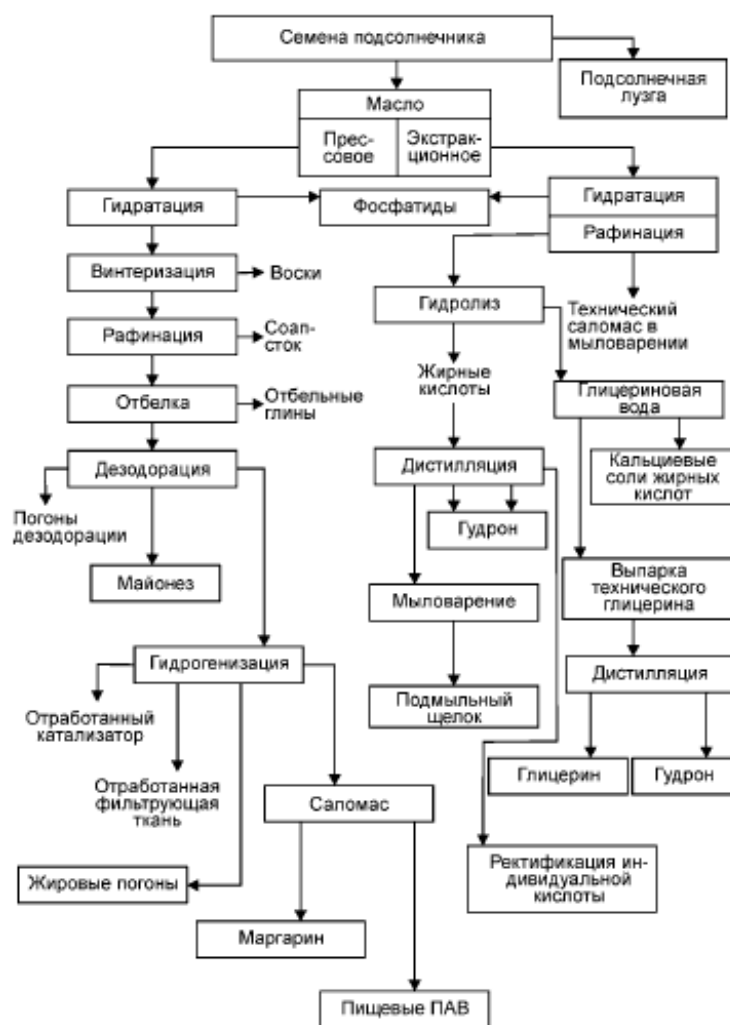 Семена подсолнечника
Подсолнечная
лузга
Масло
Прес-
совое
Экстрак-
ционное
Гидратация
Фосфатиды
Гидратация
Рафинация
Винтеризация
Воски
Гидролиз
Технический
саломас в
мыловарении
Рафинация
Соап-
сток
Жирные
кислоты
Глицериновая
вода
Отбелка
Отбельные
глины
Дезодорация
Дистилляция
Кальциевые
соли жирных
кислот
Погоны
дезодорации
Гудрон
Майонез
Мыловарение
Выпарка
технического
глицерина
Гидрогенизация
Дистилляция
Подмыльный
щелок
Отработанный
катализатор
Глицерин
Гудрон
Отработанная
фильтрующая
ткань
Саломас
Жировые погоны
Ректификация ин-
дивидуальной
кислоты
Маргарин
Пищевые ПАВ